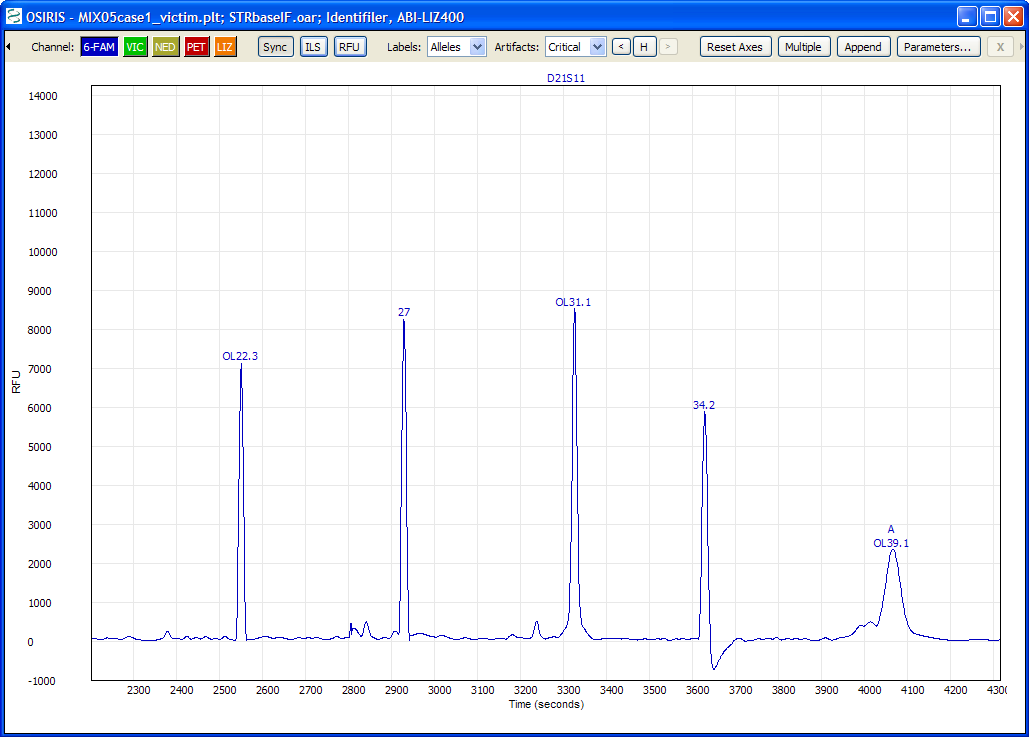 OSIRIS - MIX05case1_victim.plt; STRbaseIF.oar; Identifiler, ABI-LIZ400
Channel: 6-FAM VIC NED PET LIZ Sync ILS RFU Labels: Alleles Artifacts: Critical < H > Reset Axes Multiple Append Parameters... X
D21S11
14000
13000
12000
11000
10000
9000
8000
7000
6000
5000
4000
3000
2000
1000
0
-1000
RFU
OL22.3
27
OL31.1
34.2
A
OL39.1
2300 2400 2500 2600 2700 2800 2900 3000 3100 3200 3300 3400 3500 3600 3700 3800 3900 4000 4100 4200 4300
Time (seconds)